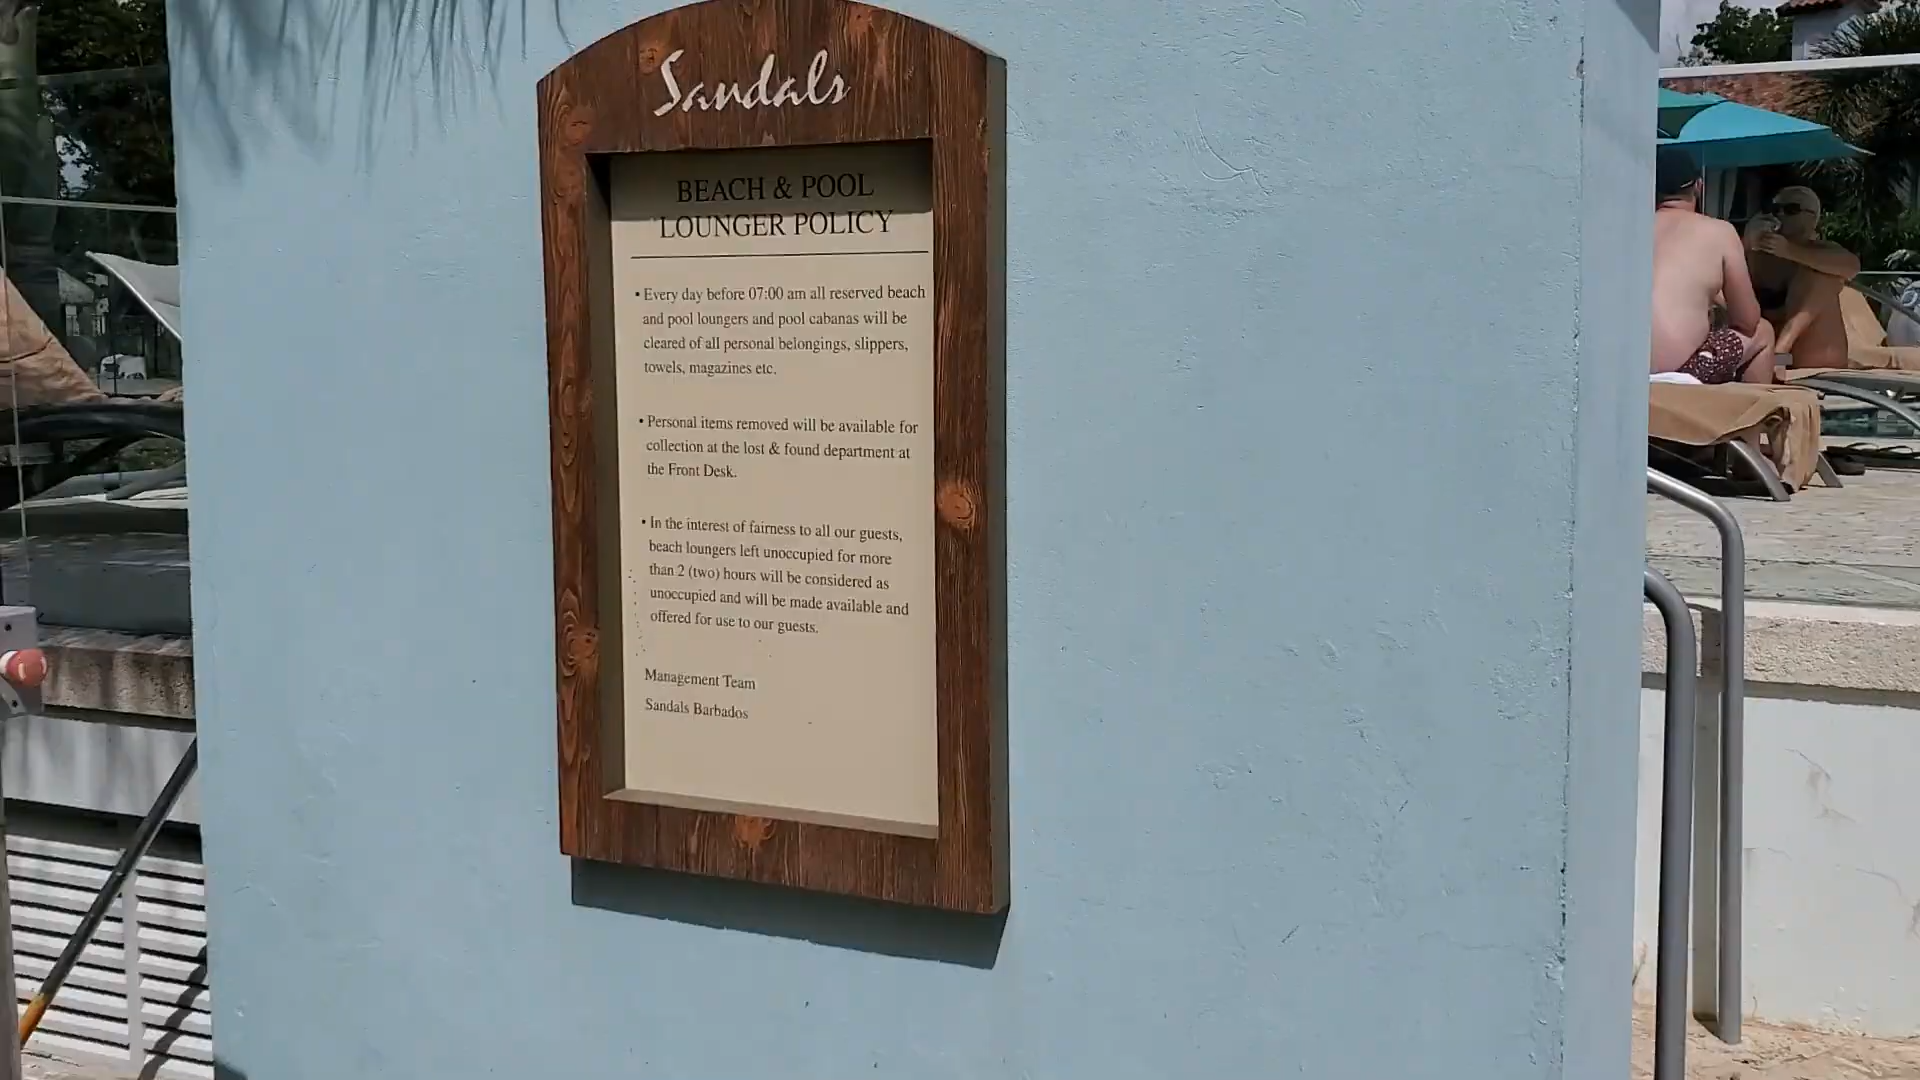 Sandals
BEACH & POOL
LOUNGER POLICY
• Every day before 07:00 am all reserved beach
and pool loungers and pool cabanas will be
cleared of all personal belongings, slippers,
towels, magazines etc.
• Personal items removed will be available for
collection at the lost & found department at
the Front Desk.
• In the interest of fairness to all our guests,
beach loungers left unoccupied for more
than 2 (two) hours will be considered as
unoccupied and will be made available and
offered for use to our guests.
Management Team
Sandals Barbados